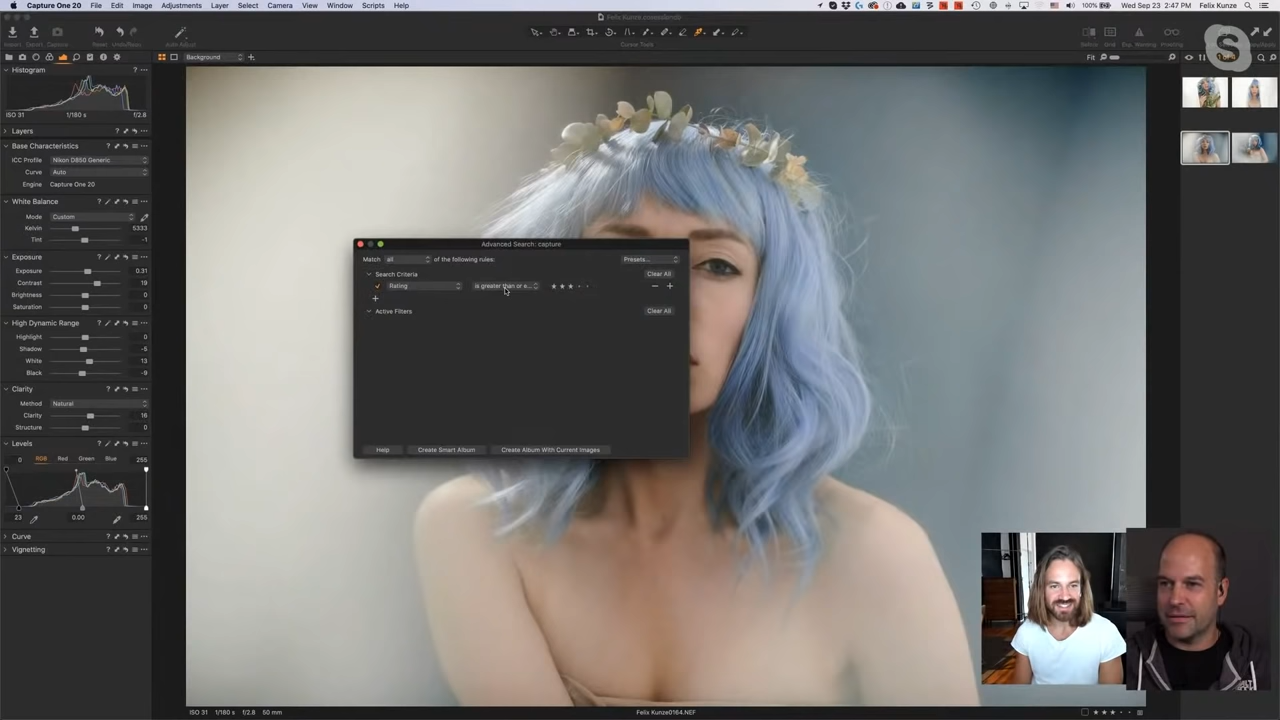 Capture One 20 File Edit View Image Adjustments Layer Select Camera View Window Scripts Help
100% Wed Sep 23 2:47 PM Felix Kunze
Background
Fit
Histogram
ISO 31 1/180 s f/2.8
Layers
Base Characteristics
ICC Profile Nikon D850 Generic
Curve Auto
Engine Capture One 20
White Balance
Mode Custom
Kelvin 5333
Tint -1
Exposure
Exposure 0.31
Contrast 19
Brightness 0
Saturation 0
High Dynamic Range
Highlight 0
Shadow -5
White 13
Black -9
Clarity
Method Natural
Clarity 16
Structure 0
Levels
0 RGB Red Green Blue 255
23 0.00 255
Curve
Vignetting
Advanced Search: capture
Match all of the following rules: Presets...
Search Criteria Clear All
Rating is greater than or e...
Active Filters Clear All
Help Create Smart Album Create Album With Current Images
ISO 31 1/180 s f/2.8 50 mm
Felix Kunze0164.NEF